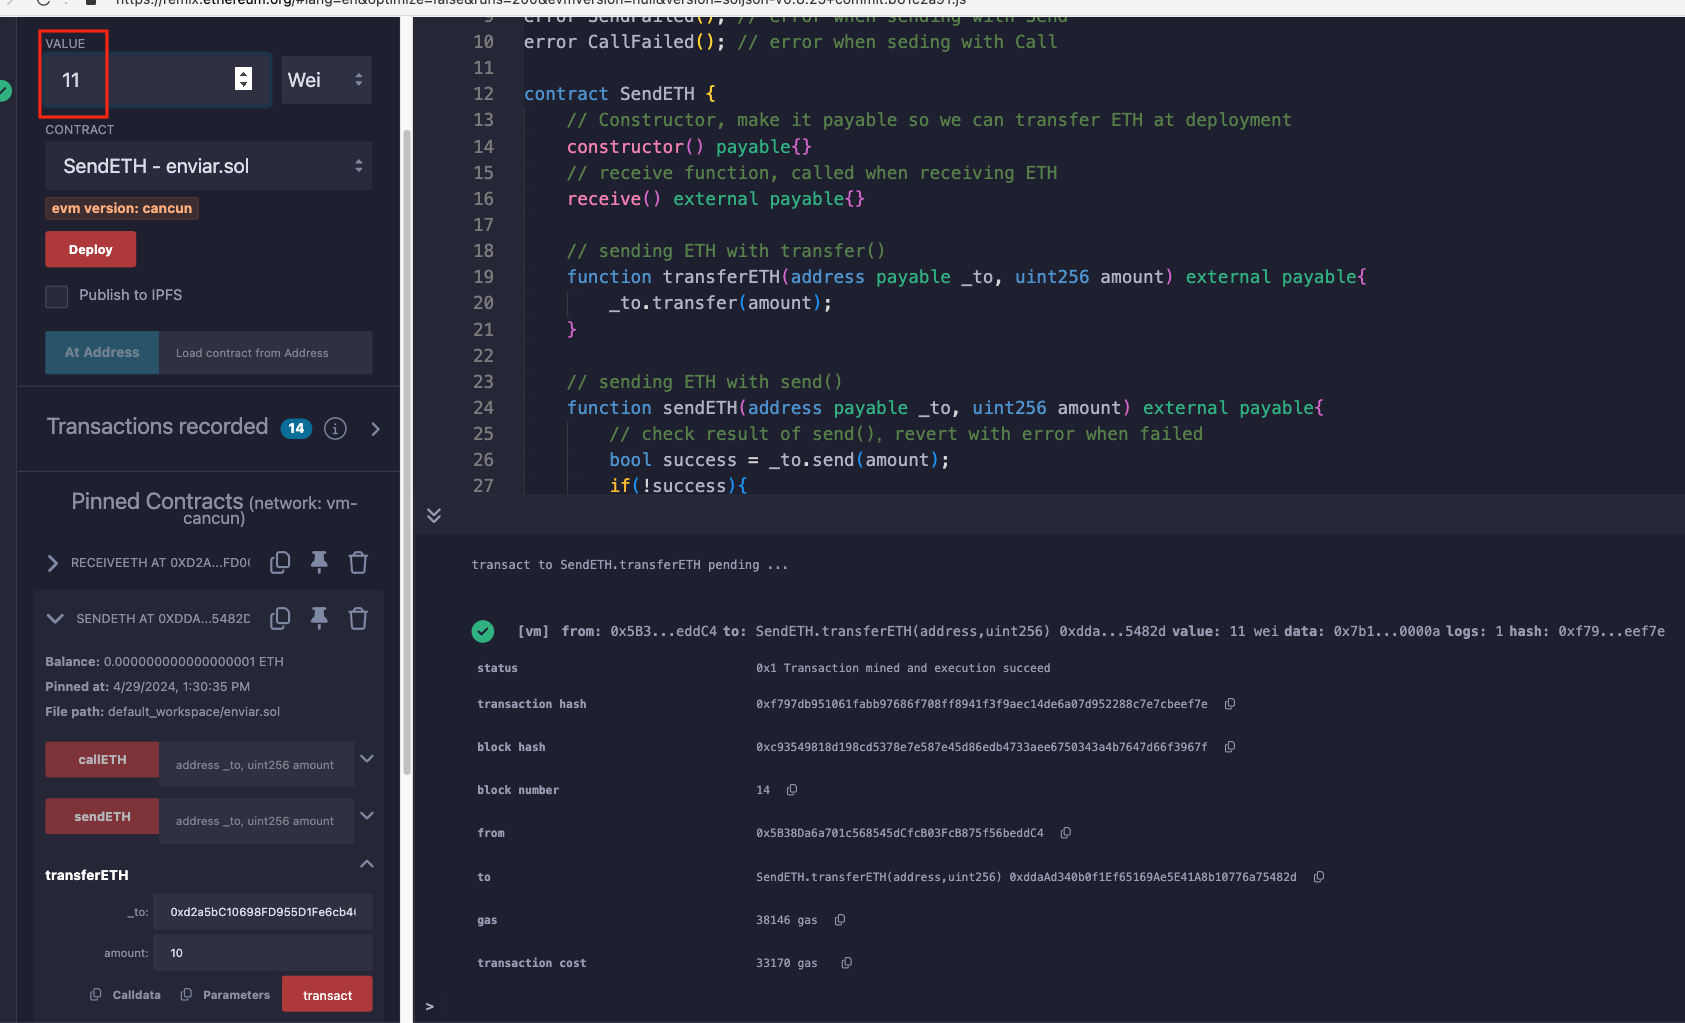 https://remix.ethereum.org/#lang=en&optimize=false&runs=200&evmVersion=null&version=soljson-v0.8.25+commit.b61c2a91.js
VALUE
11
Wei
CONTRACT
SendETH - enviar.sol
evm version: cancun
Deploy
Publish to IPFS
At Address
Load contract from Address
Transactions recorded 14
Pinned Contracts (network: vm-
cancun)
RECEIVEETH AT 0XD2A...FD0
SENDETH AT 0XDDA...5482D
Balance: 0.000000000000000001 ETH
Pinned at: 4/29/2024, 1:30:35 PM
File path: default_workspace/enviar.sol
callETH
address _to, uint256 amount
sendETH
address _to, uint256 amount
transferETH
_to:
0xd2a5bC10698FD955D1Fe6cb4
amount:
10
Calldata
Parameters
transact
9 error SendFailed(); // error when sending with Send
10 error CallFailed(); // error when seding with Call
11
12 contract SendETH {
13 // Constructor, make it payable so we can transfer ETH at deployment
14 constructor() payable{}
15 // receive function, called when receiving ETH
16 receive() external payable{}
17
18 // sending ETH with transfer()
19 function transferETH(address payable _to, uint256 amount) external payable{
20 _to.transfer(amount);
21 }
22
23 // sending ETH with send()
24 function sendETH(address payable _to, uint256 amount) external payable{
25 // check result of send(), revert with error when failed
26 bool success = _to.send(amount);
27 if(!success){
transact to SendETH.transferETH pending ...
[vm] from: 0x5B3...eddC4 to: SendETH.transferETH(address,uint256) 0xdda...5482d value: 11 wei data: 0x7b1...0000a logs: 1 hash: 0xf79...eef7e
status 0x1 Transaction mined and execution succeed
transaction hash 0xf797db951061fabb97686f708ff8941f3f9aec14de6a07d952288c7e7cbeef7e
block hash 0xc93549818d198cd5378e7e587e45d86edb4733aee6750343a4b7647d66f3967f
block number 14
from 0x5B38Da6a701c568545dCfcB03FcB875f56beddC4
to SendETH.transferETH(address,uint256) 0xddaAd340b0f1Ef65169Ae5E41A8b10776a75482d
gas 38146 gas
transaction cost 33170 gas
>